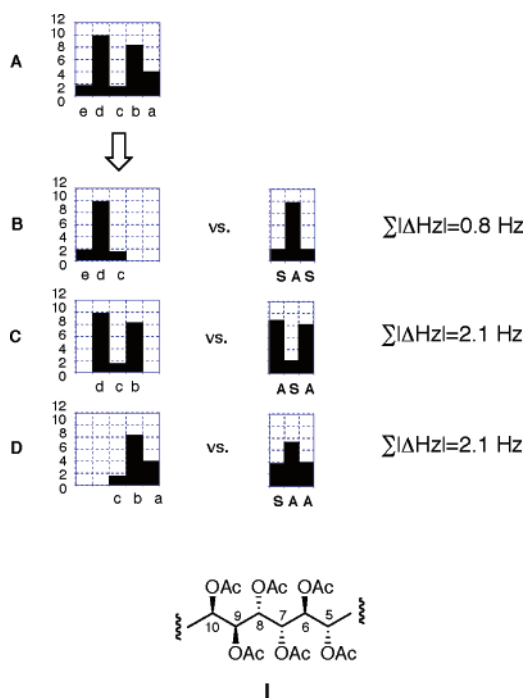 A
12
10
8
6
4
2
0
e d c b a
B
12
10
8
6
4
2
0
e d c
vs.
S A S
∑|ΔHz|=0.8 Hz
C
12
10
8
6
4
2
0
d c b
vs.
A S A
∑|ΔHz|=2.1 Hz
D
12
10
8
6
4
2
0
c b a
vs.
S A A
∑|ΔHz|=2.1 Hz
OAc OAc OAc
10 9 8 7 6 5
OAc OAc OAc
I